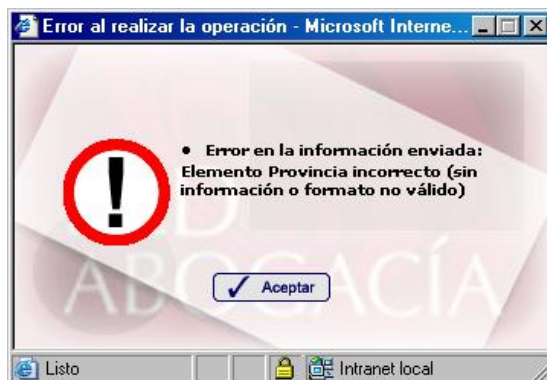 Error al realizar la operación - Microsoft Interne...
• Error en la información enviada:
Elemento Provincia incorrecto (sin
información o formato no válido)
!
D
ABOGACÍA
Aceptar
Listo
Intranet local